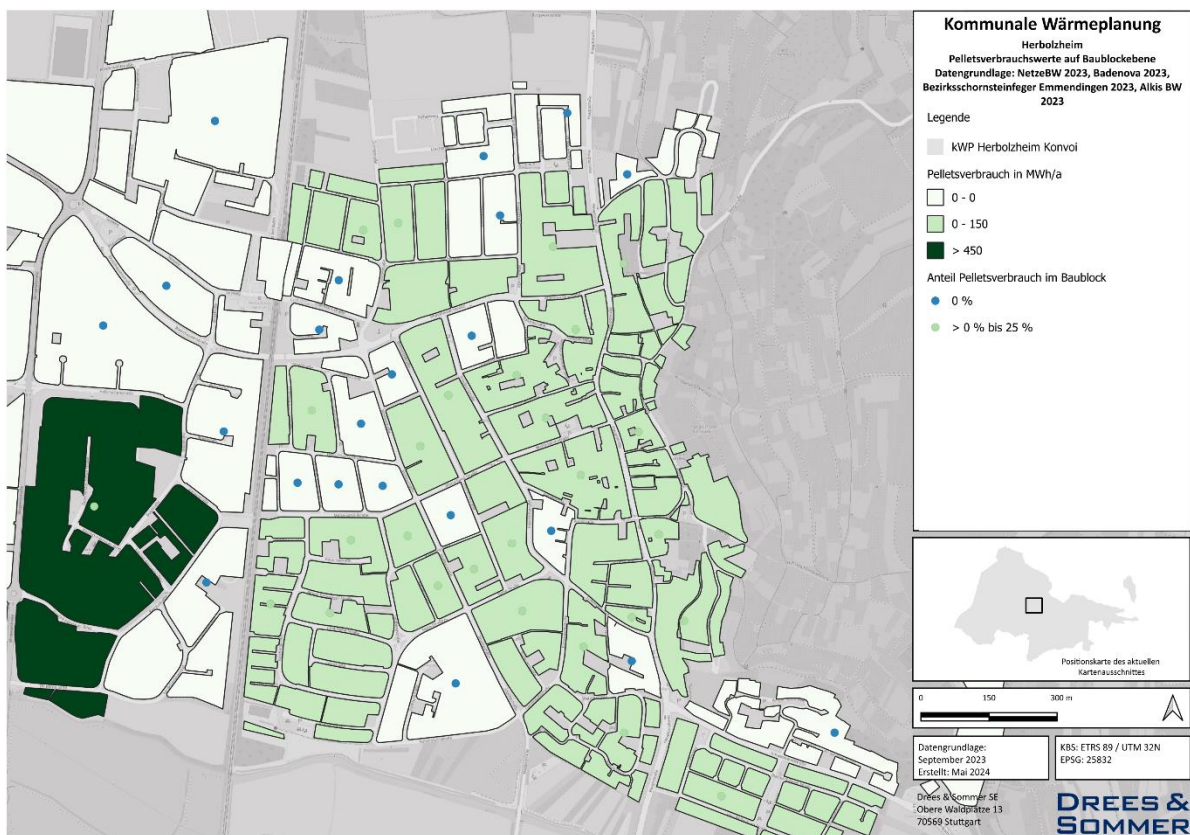 Kommunale Wärmeplanung
Herbolzheim
Pelletsverbrauchswerte auf Baublockebene
Datengrundlage: NetzeBW 2023, Badenova 2023,
Bezirksschornsteinfeger Emmendingen 2023, Alkis BW
2023
Legende
kWP Herbolzheim Konvoi
Pelletsverbrauch in MWh/a
0 - 0
0 - 150
> 450
Anteil Pelletsverbrauch im Baublock
0 %
> 0 % bis 25 %
Positionskarte des aktuellen
Kartenausschnittes
0 150 300 m
Datengrundlage:
September 2023
Erstellt: Mai 2024
KBS: ETRS 89 / UTM 32N
EPSG: 25832
Drees & Sommer SE
Obere Waldplätze 13
70569 Stuttgart
DREES &
SOMMER